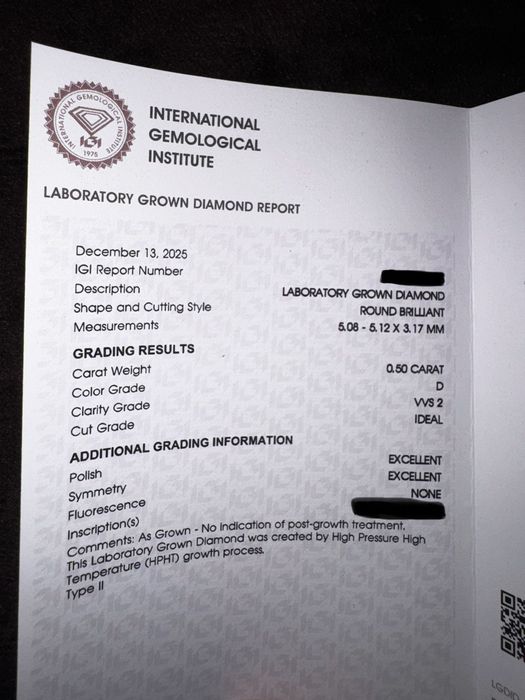 INTERNATIONAL GEMOLOGICAL INSTITUTE
IGI
1975
INTERNATIONAL
GEMOLOGICAL
INSTITUTE
LABORATORY GROWN DIAMOND REPORT
December 13, 2025
IGI Report Number
Description LABORATORY GROWN DIAMOND
Shape and Cutting Style ROUND BRILLIANT
Measurements 5.08 - 5.12 X 3.17 MM
GRADING RESULTS
Carat Weight 0.50 CARAT
Color Grade D
Clarity Grade VVS 2
Cut Grade IDEAL
ADDITIONAL GRADING INFORMATION
Polish EXCELLENT
Symmetry EXCELLENT
Fluorescence NONE
Inscription(s)
Comments: As Grown - No indication of post-growth treatment.
This Laboratory Grown Diamond was created by High Pressure High
Temperature (HPHT) growth process.
Type II